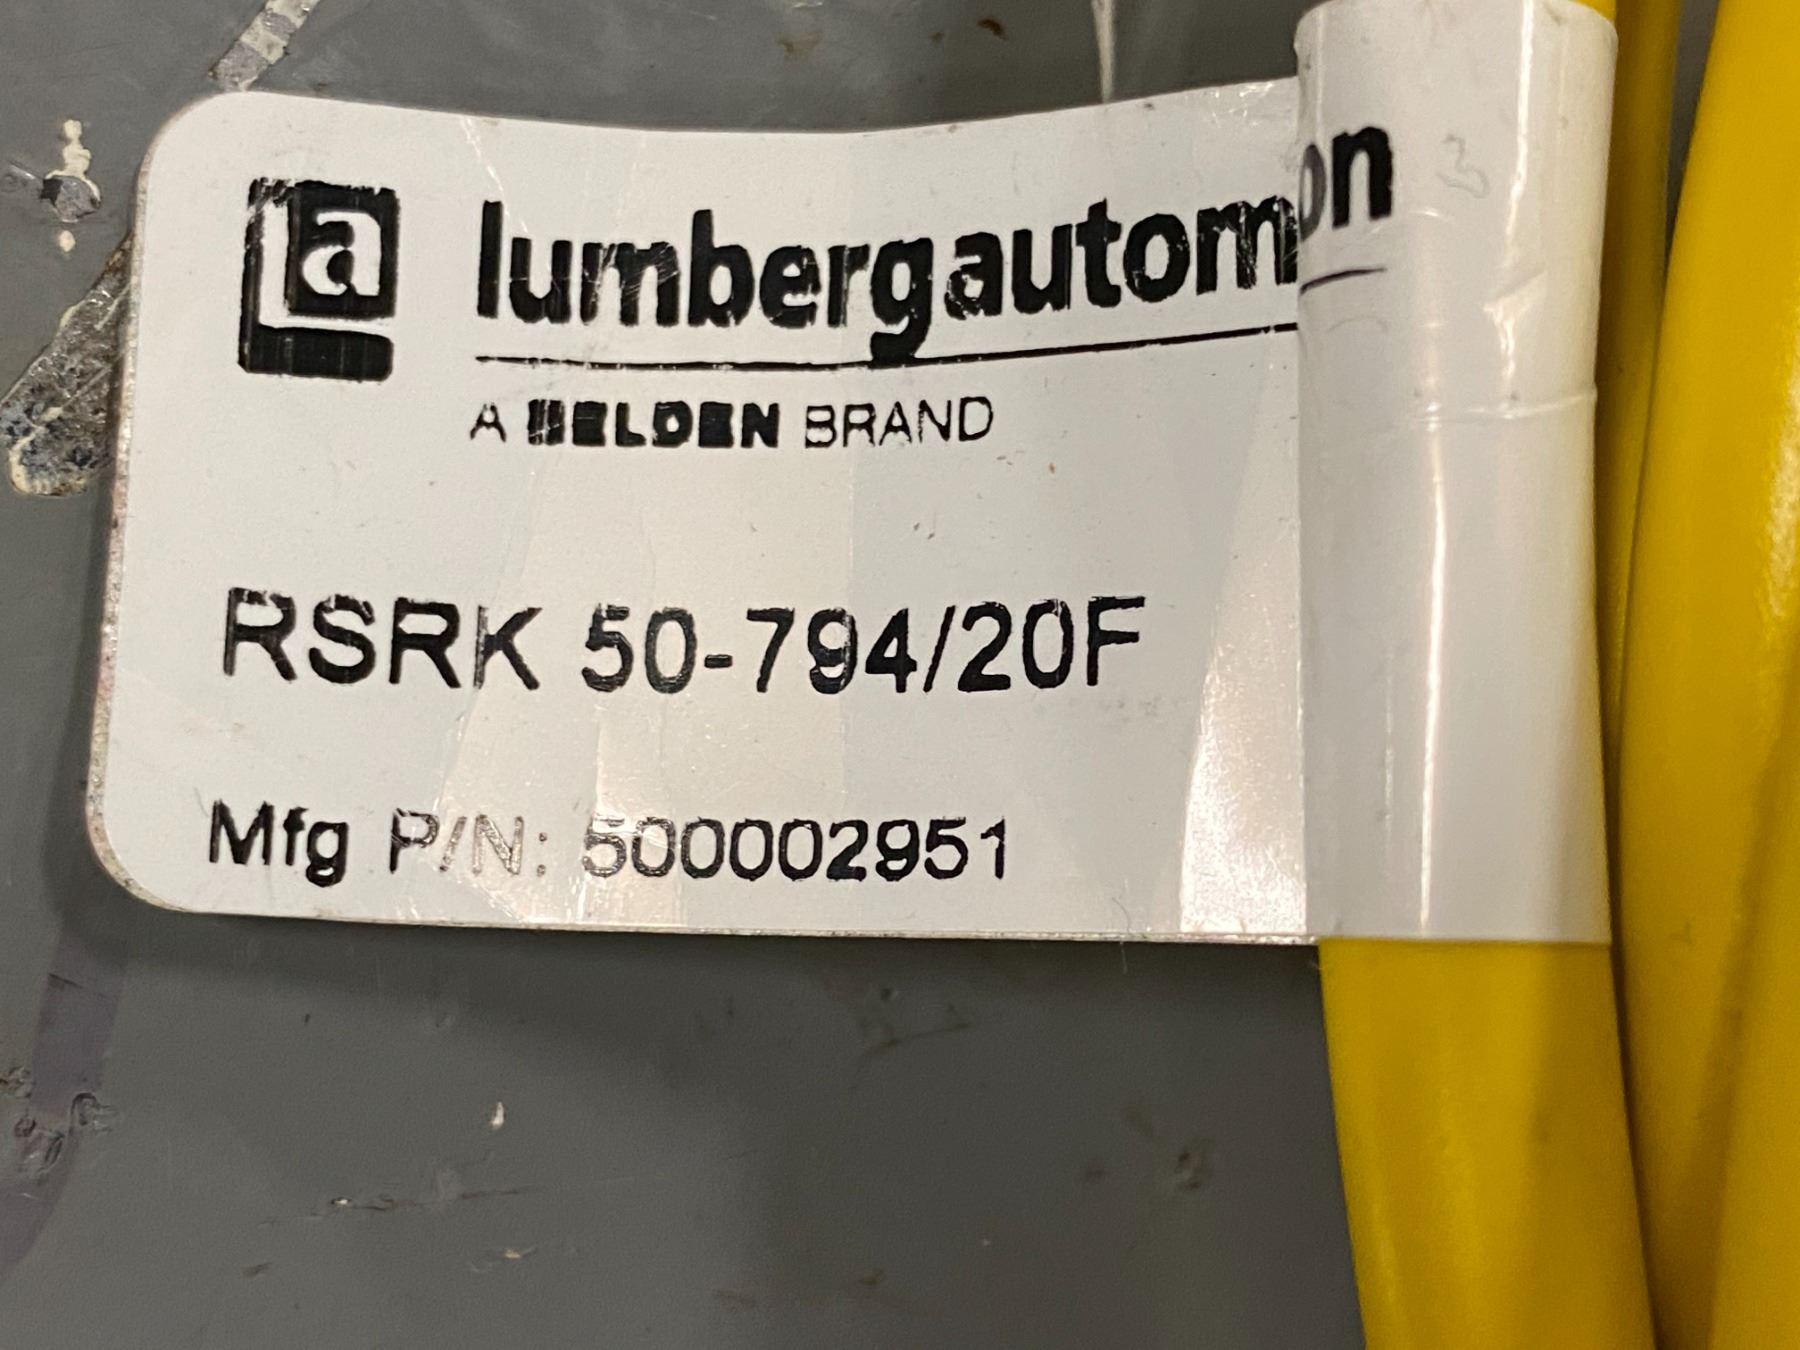 a lumbergautom on
A BELDEN BRAND
RSRK 50-794/20F
Mfg P/N: 500002951